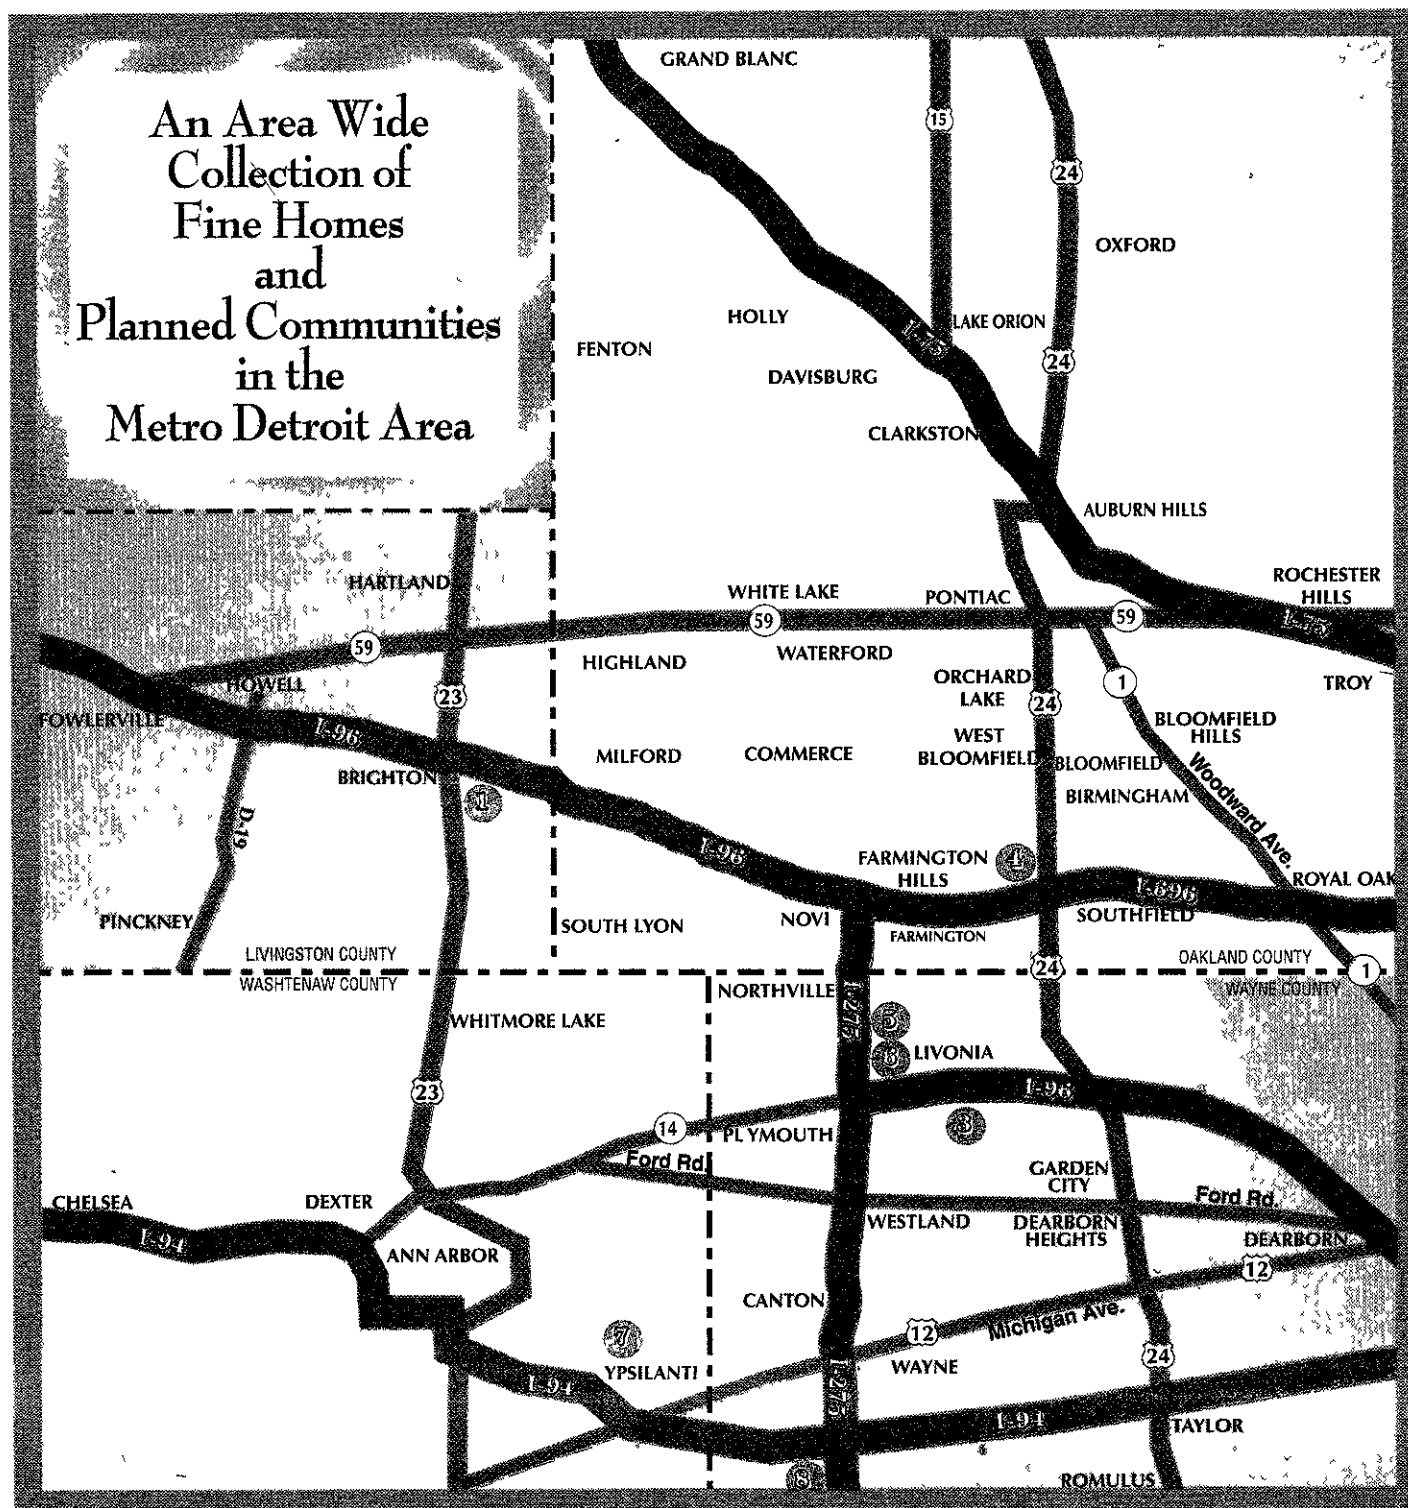 An Area Wide
Collection of
Fine Homes
and
Planned Communities
in the
Metro Detroit Area
GRAND BLANC
15
24
OXFORD
HOLLY
LAKE ORION
I-75
FENTON
24
DAVISBURG
CLARKSTON
AUBURN HILLS
HARTLAND
ROCHESTER
HILLS
WHITE LAKE
PONTIAC
59
59
59
I-75
HIGHLAND
WATERFORD
HOWELL
23
ORCHARD
LAKE
24
1
TROY
FOWLERVILLE
I-96
BLOOMFIELD
HILLS
MILFORD
COMMERCE
WEST
BLOOMFIELD
BLOOMFIELD
Woodward Ave.
BRIGHTON
1
BIRMINGHAM
D-19
I-96
FARMINGTON
HILLS
4
I-696
ROYAL OAK
PINCKNEY
SOUTH LYON
NOVI
SOUTHFIELD
FARMINGTON
LIVINGSTON COUNTY
OAKLAND COUNTY
24
1
WASHTENAW COUNTY
WAYNE COUNTY
NORTHVILLE
I-275
5
WHITMORE LAKE
6
LIVONIA
23
I-96
14
PLYMOUTH
3
Ford Rd.
GARDEN
CITY
CHELSEA
DEXTER
Ford Rd.
WESTLAND
DEARBORN
HEIGHTS
DEARBORN
I-94
ANN ARBOR
12
CANTON
Michigan Ave.
12
7
24
WAYNE
YPSILANTI
I-94
I-275
I-94
TAYLOR
8
ROMULUS